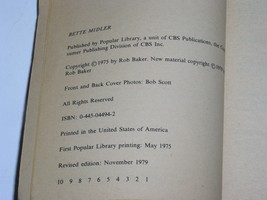 BETTE MIDLER
Published by Popular Library, a unit of CBS Publications, the
sumer Publishing Division of CBS Inc.
Copyright © 1975 by Rob Baker. New material copyright ©
Rob Baker
Front and Back Cover Photos: Bob Scott
All Rights Reserved
ISBN: 0-445-04494-2
Printed in the United States of America
First Popular Library printing: May 1975
Revised edition: November 1979
10 9 8 7 6 5 4 3 2 1